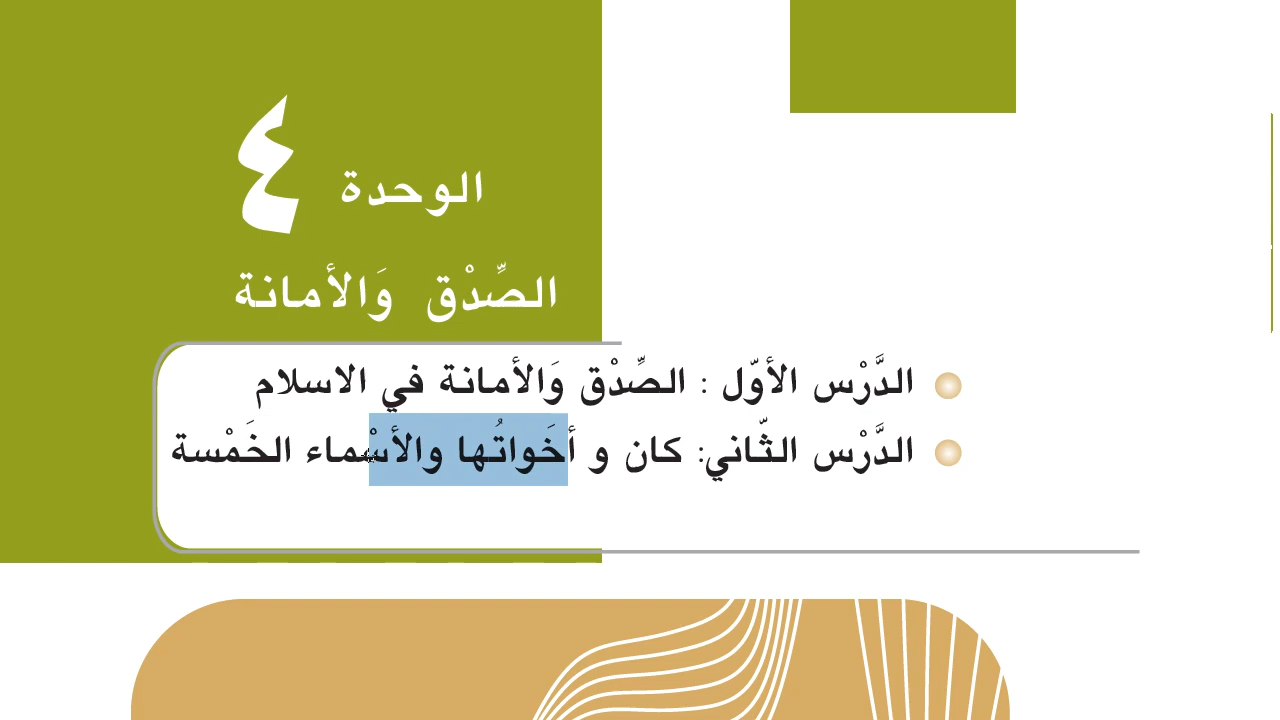 الوحدة ٤
الصِّدْق وَالأمانة
الدَّرْس الأوّل : الصِّدْق وَالأمانة في الاسلام
الدَّرْس الثّاني: كان و أخَواتُها والأسْماء الخَمْسة